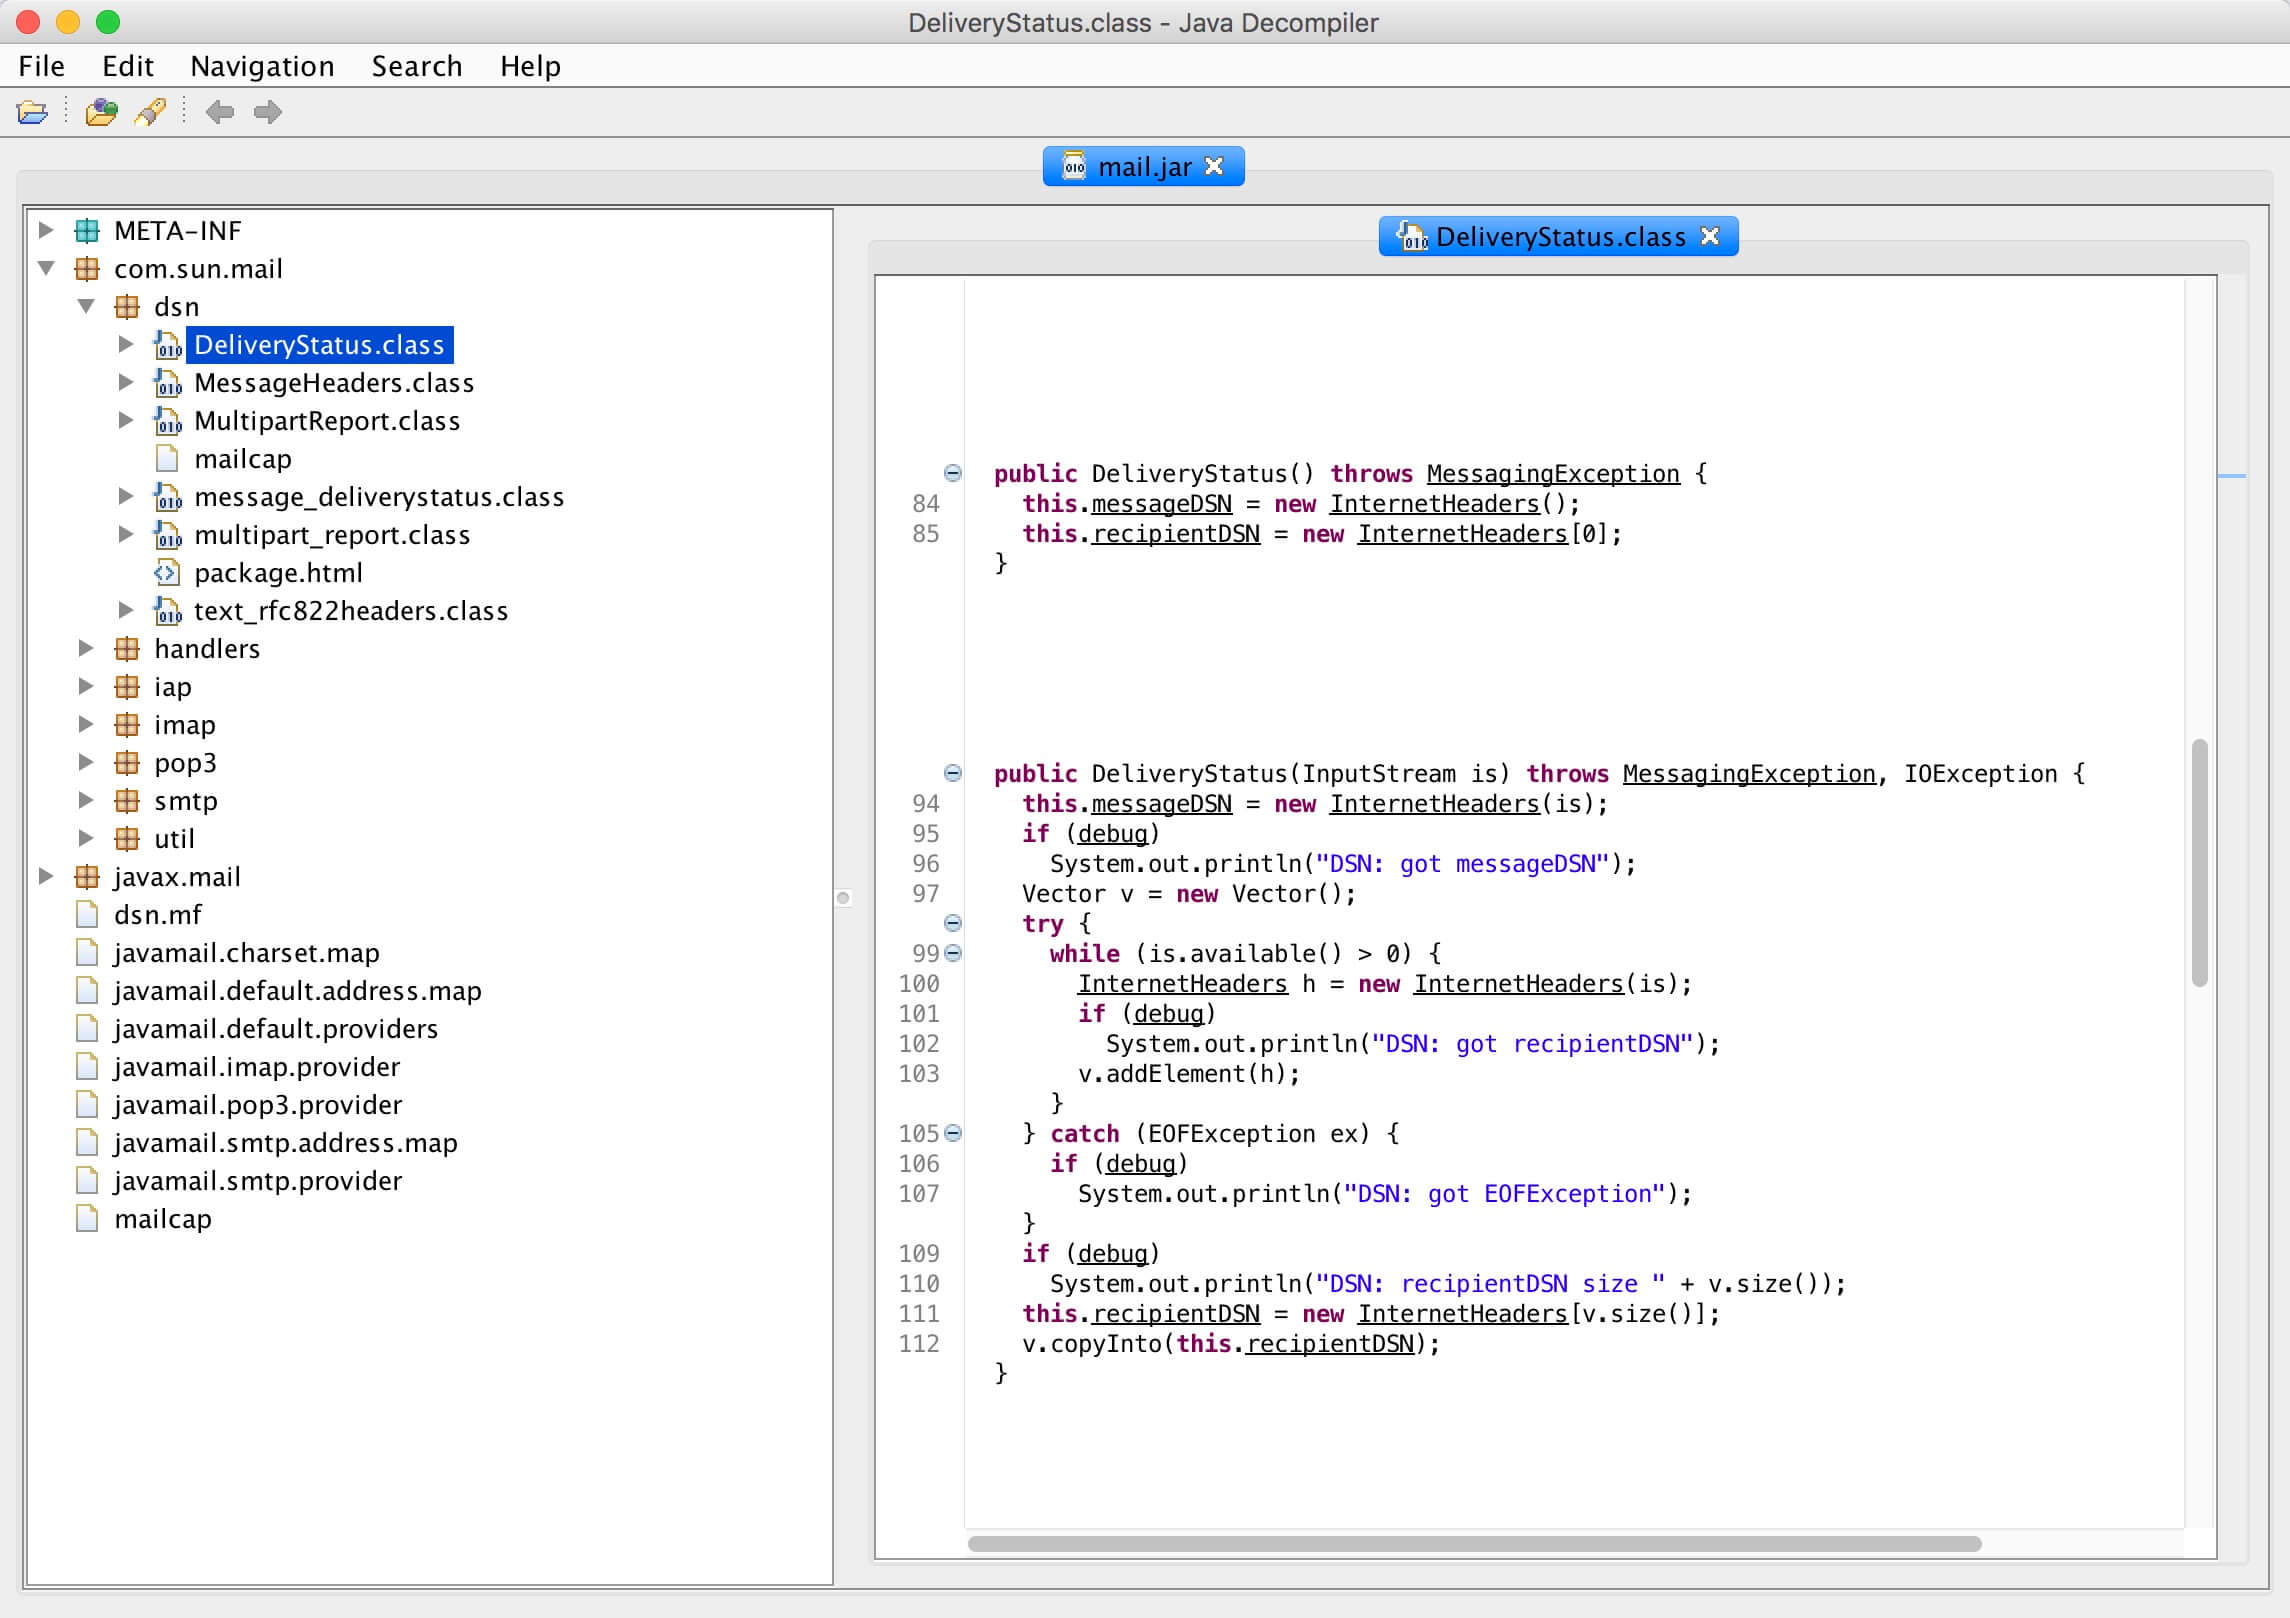 DeliveryStatus.class - Java Decompiler
File Edit Navigation Search Help
mail.jar
META-INF
com.sun.mail
dsn
DeliveryStatus.class
MessageHeaders.class
MultipartReport.class
mailcap
message_deliverystatus.class
multipart_report.class
package.html
text_rfc822headers.class
handlers
iap
imap
pop3
smtp
util
javax.mail
dsn.mf
javamail.charset.map
javamail.default.address.map
javamail.default.providers
javamail.imap.provider
javamail.pop3.provider
javamail.smtp.address.map
javamail.smtp.provider
mailcap
DeliveryStatus.class
public DeliveryStatus() throws MessagingException {
84 this.messageDSN = new InternetHeaders();
85 this.recipientDSN = new InternetHeaders[0];
}
public DeliveryStatus(InputStream is) throws MessagingException, IOException {
94 this.messageDSN = new InternetHeaders(is);
95 if (debug)
96 System.out.println("DSN: got messageDSN");
97 Vector v = new Vector();
try {
99 while (is.available() > 0) {
100 InternetHeaders h = new InternetHeaders(is);
101 if (debug)
102 System.out.println("DSN: got recipientDSN");
103 v.addElement(h);
}
105 } catch (EOFException ex) {
106 if (debug)
107 System.out.println("DSN: got EOFException");
}
109 if (debug)
110 System.out.println("DSN: recipientDSN size " + v.size());
111 this.recipientDSN = new InternetHeaders[v.size()];
112 v.copyInto(this.recipientDSN);
}